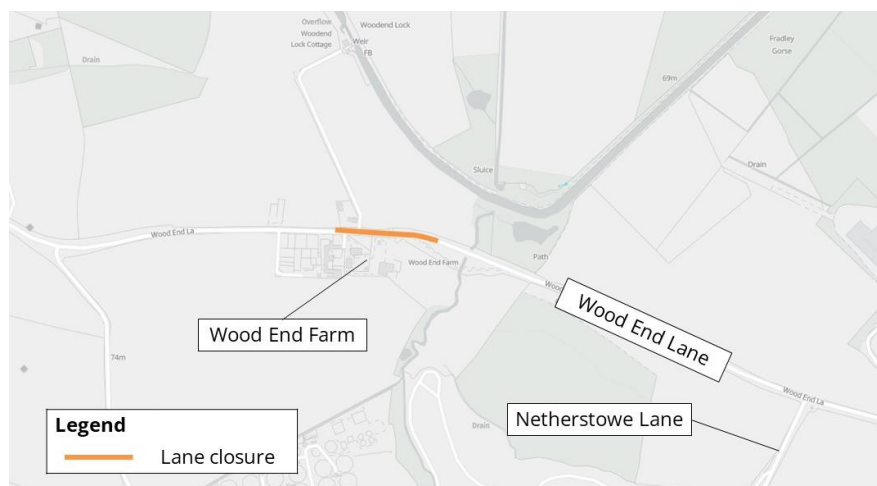 Overflow
Woodend
Lock Cottage
Woodend Lock
Weir
FB
Drain
Fradley
Gorse
69m
Sluice
Drain
Wood End La
Wood End Farm
Path
Wood End Farm
Wood End Lane
74m
Wood End La
Netherstowe Lane
Drain
Legend
Lane closure